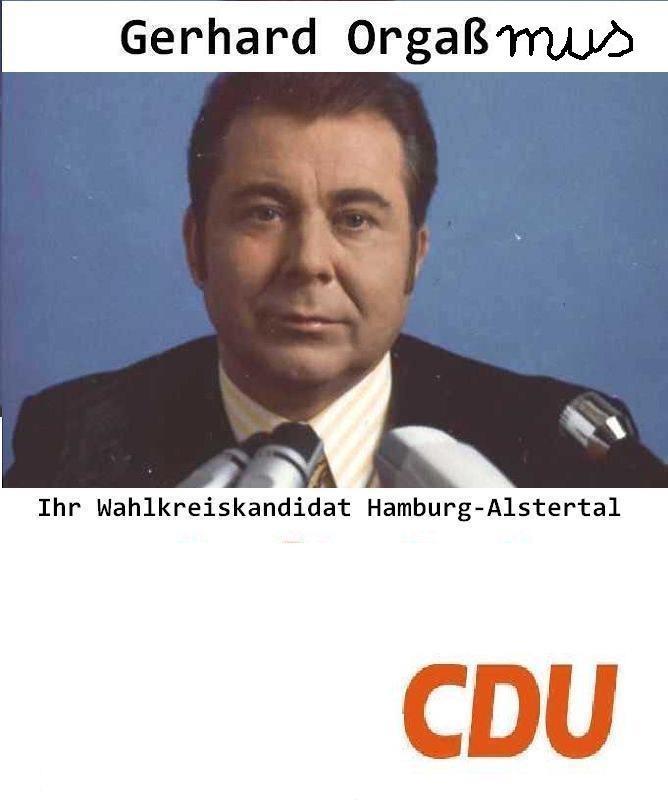 Gerhard Orgaßmus
Ihr Wahlkreiskandidat Hamburg-Alstertal
CDU